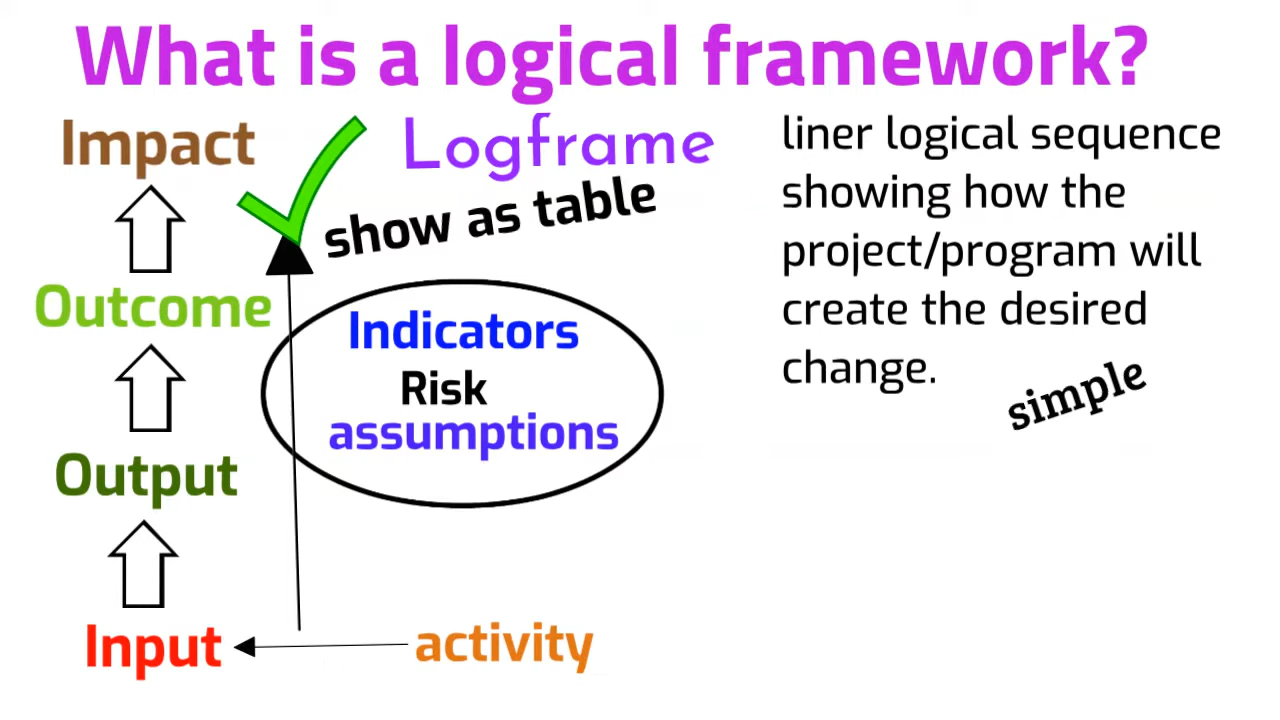 What is a logical framework?
Impact
Logframe
show as table
Outcome
Indicators
Risk
assumptions
Output
Input
activity
liner logical sequence
showing how the
project/program will
create the desired
change.
simple